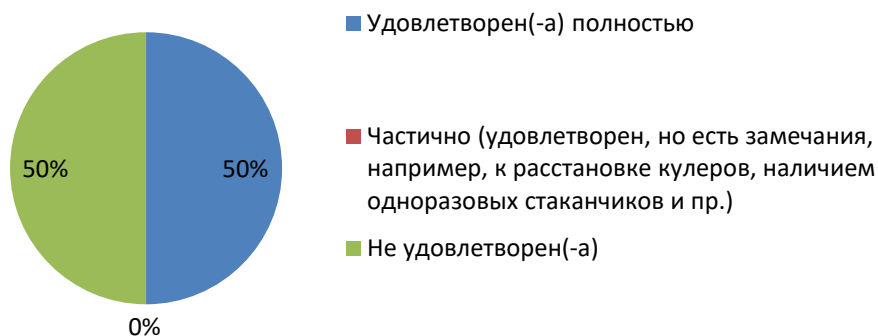 Удовлетворен(-а) полностью
Частично (удовлетворен, но есть замечания,
например, к расстановке кулеров, наличием
одноразовых стаканчиков и пр.)
Не удовлетворен(-а)
50%
50%
0%